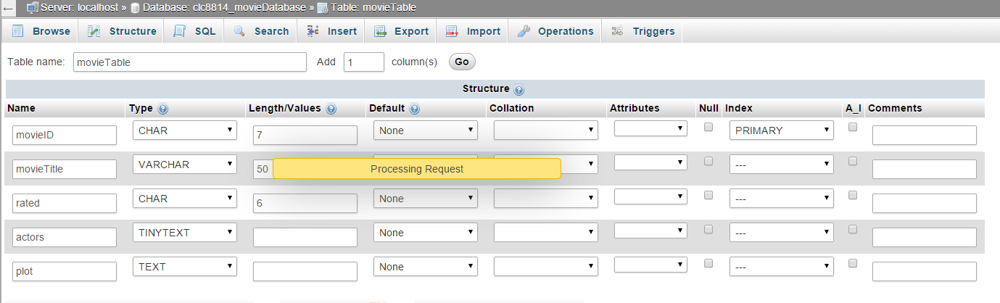 ← Server: localhost » Database: clc8814_movieDatabase » Table: movieTable
Browse Structure SQL Search Insert Export Import Operations Triggers
Table name: movieTable Add 1 column(s) Go
Structure
Name Type Length/Values Default Collation Attributes Null Index A_I Comments
movieID CHAR 7 None PRIMARY
movieTitle VARCHAR 50 Processing Request ---
rated CHAR 6 None ---
actors TINYTEXT None ---
plot TEXT None ---